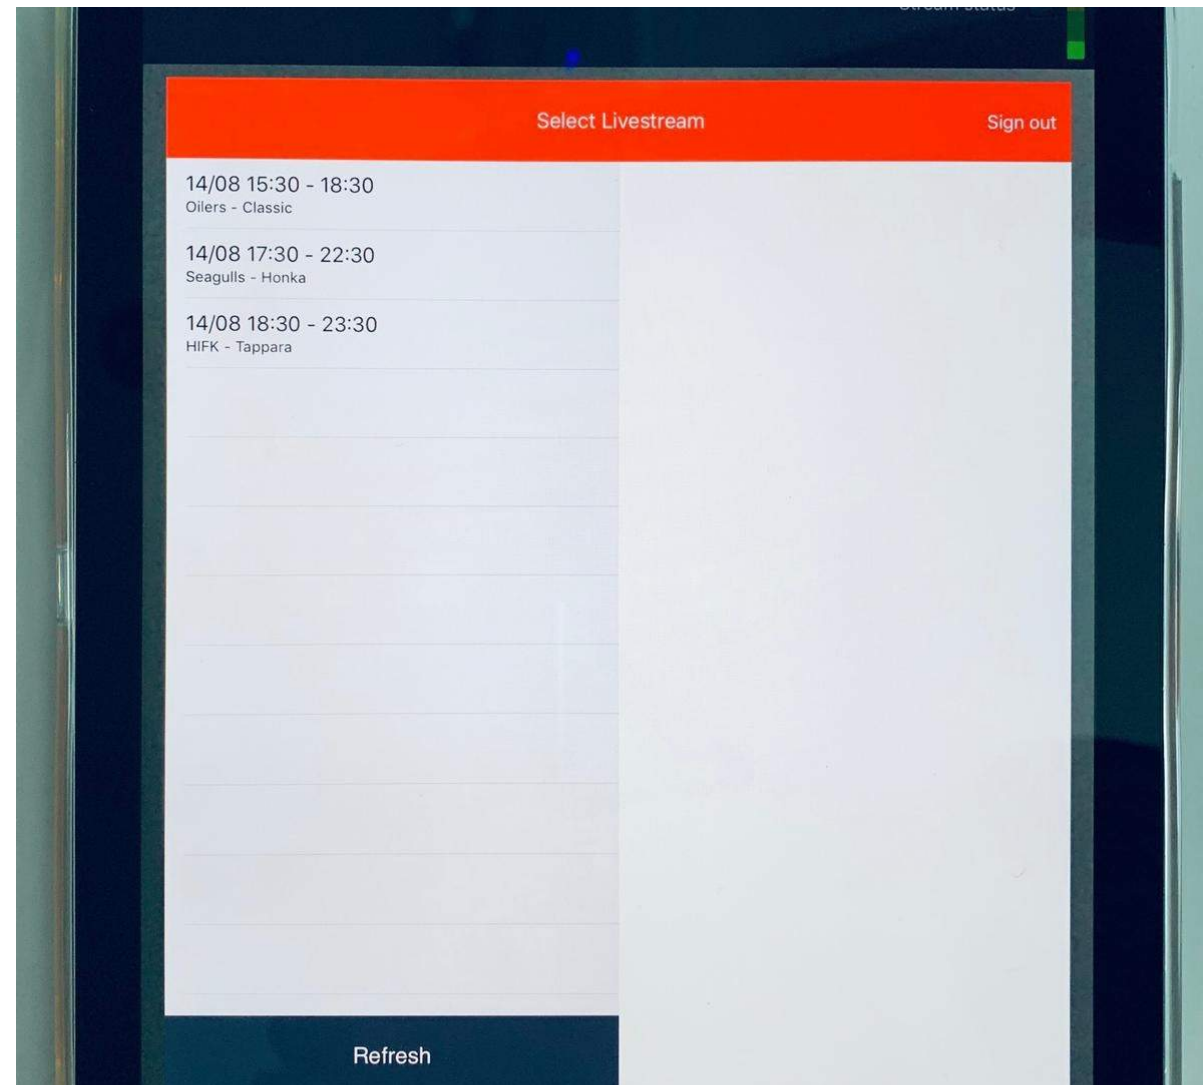 Select Livestream
Sign out
14/08 15:30 - 18:30
Oilers - Classic
14/08 17:30 - 22:30
Seagulls - Honka
14/08 18:30 - 23:30
HIFK - Tappara
Refresh